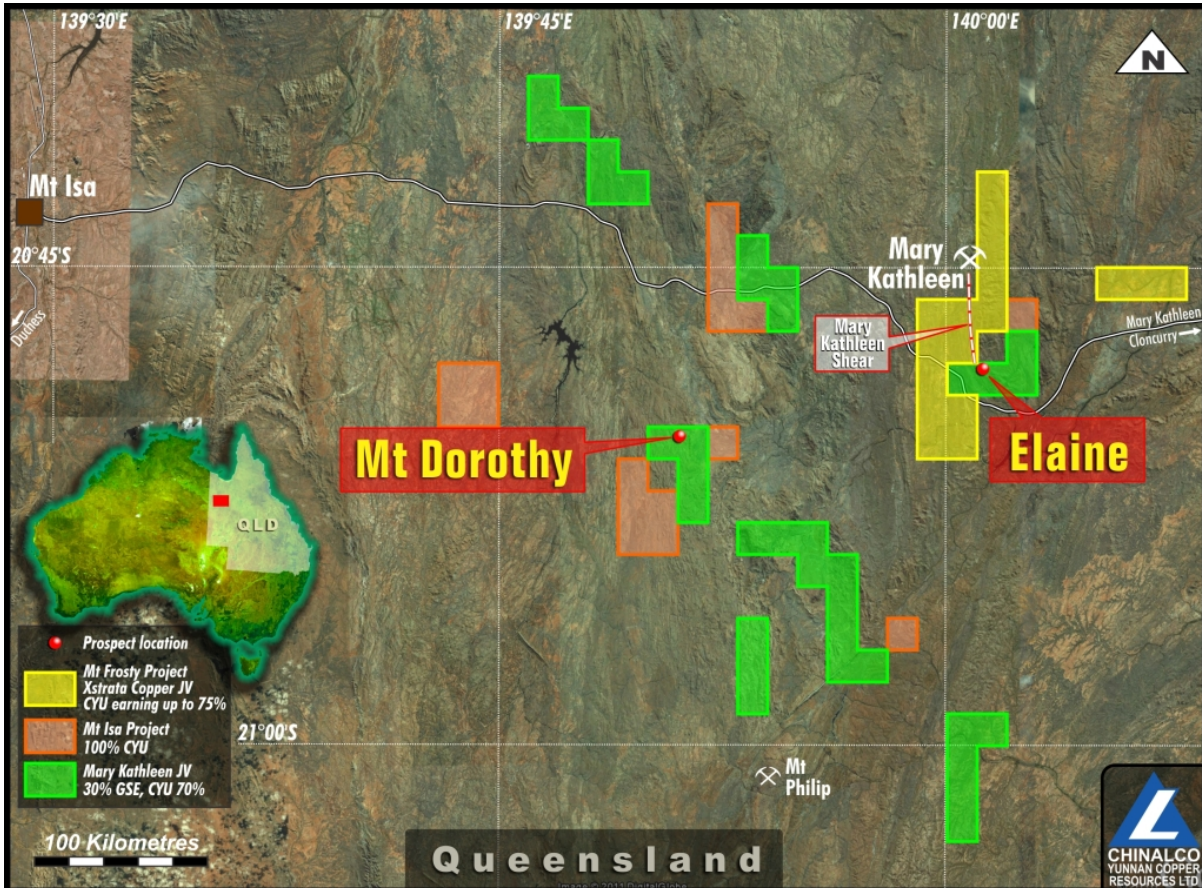 139°30'E
139°45'E
140°00'E
N
Mt Isa
20°45'S
Duchess
Mary
Kathleen
Mary
Kathleen
Shear
Mary Kathleen
Cloncurry
Mt Dorothy
Elaine
QLD
Prospect location
Mt Frosty Project
Xstrata Copper JV
CYU earning up to 75%
Mt Isa Project
100% CYU
Mary Kathleen JV
30% GSE, CYU 70%
21°00'S
Mt
Philip
100 Kilometres
Queensland
Image © 2011 DigitalGlobe
CHINALCO
YUNNAN COPPER
RESOURCES LTD